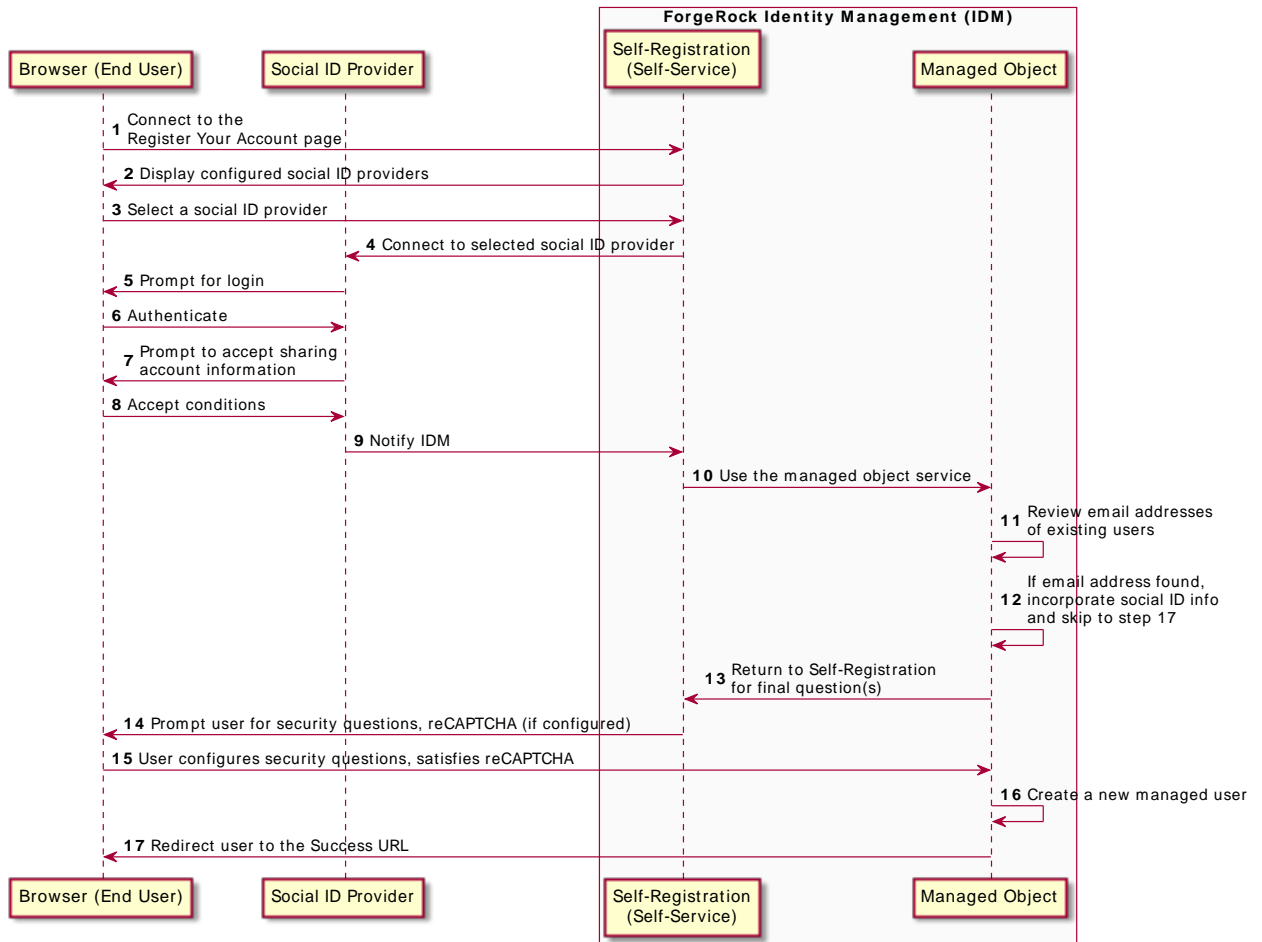 ForgeRock Identity Management (IDM)
Browser (End User)
Social ID Provider
Self-Registration
(Self-Service)
Managed Object
1 Connect to the
Register Your Account page
2 Display configured social ID providers
3 Select a social ID provider
4 Connect to selected social ID provider
5 Prompt for login
6 Authenticate
7 Prompt to accept sharing
account information
8 Accept conditions
9 Notify IDM
10 Use the managed object service
11 Review email addresses
of existing users
If email address found,
12 incorporate social ID info
and skip to step 17
13 Return to Self-Registration
for final question(s)
14 Prompt user for security questions, reCAPTCHA (if configured)
15 User configures security questions, satisfies reCAPTCHA
16 Create a new managed user
17 Redirect user to the Success URL
Browser (End User)
Social ID Provider
Self-Registration
(Self-Service)
Managed Object